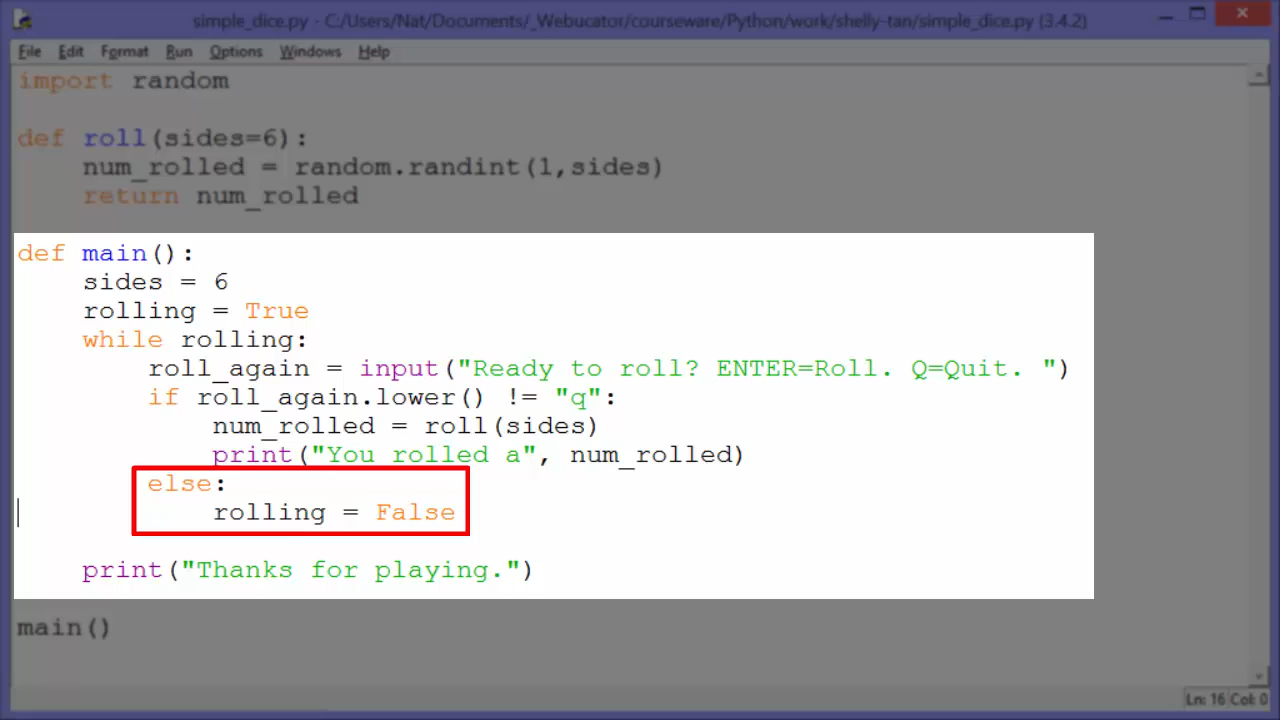 simple_dice.py - C:/Users/Nat/Documents/_Webucator/courseware/Python/work/shelly-tan/simple_dice.py (3.4.2)
File Edit Format Run Options Windows Help
import random
def roll(sides=6):
    num_rolled = random.randint(1,sides)
    return num_rolled
def main():
    sides = 6
    rolling = True
    while rolling:
        roll_again = input("Ready to roll? ENTER=Roll. Q=Quit. ")
        if roll_again.lower() != "q":
            num_rolled = roll(sides)
            print("You rolled a", num_rolled)
        else:
            rolling = False
    print("Thanks for playing.")
main()
Ln: 16 Col: 0